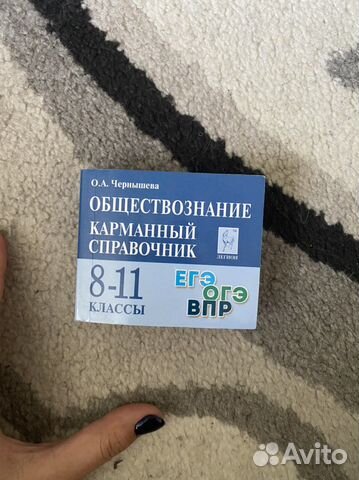 О.А. Чернышева
ОБЩЕСТВОЗНАНИЕ
КАРМАННЫЙ
СПРАВОЧНИК
ЛЕГИОН
8-11
КЛАССЫ
ЕГЭ
ОГЭ
ВПР
Avito